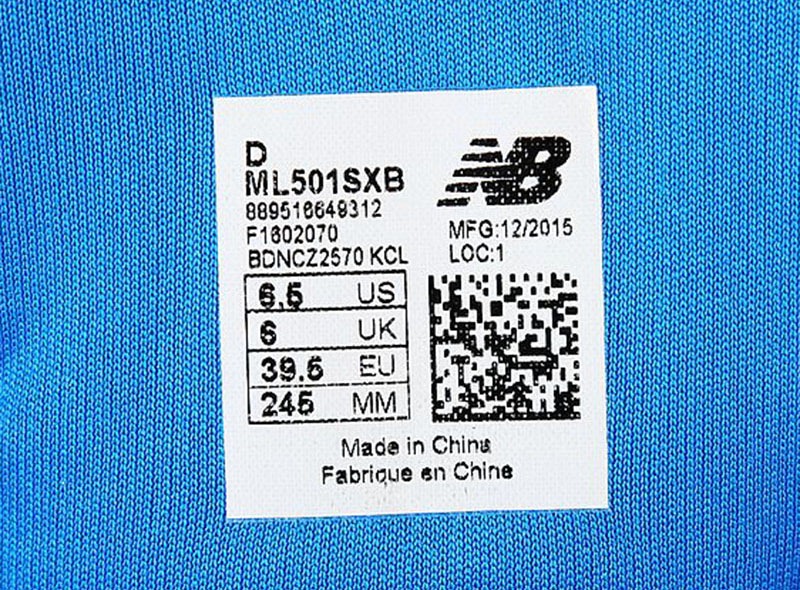 D
ML501SXB
889516649312
F1602070
BDNCZ2570 KCL
NB
MFG:12/2015
LOC:1
6.5 US
6 UK
39.5 EU
245 MM
Made in China
Fabrique en Chine